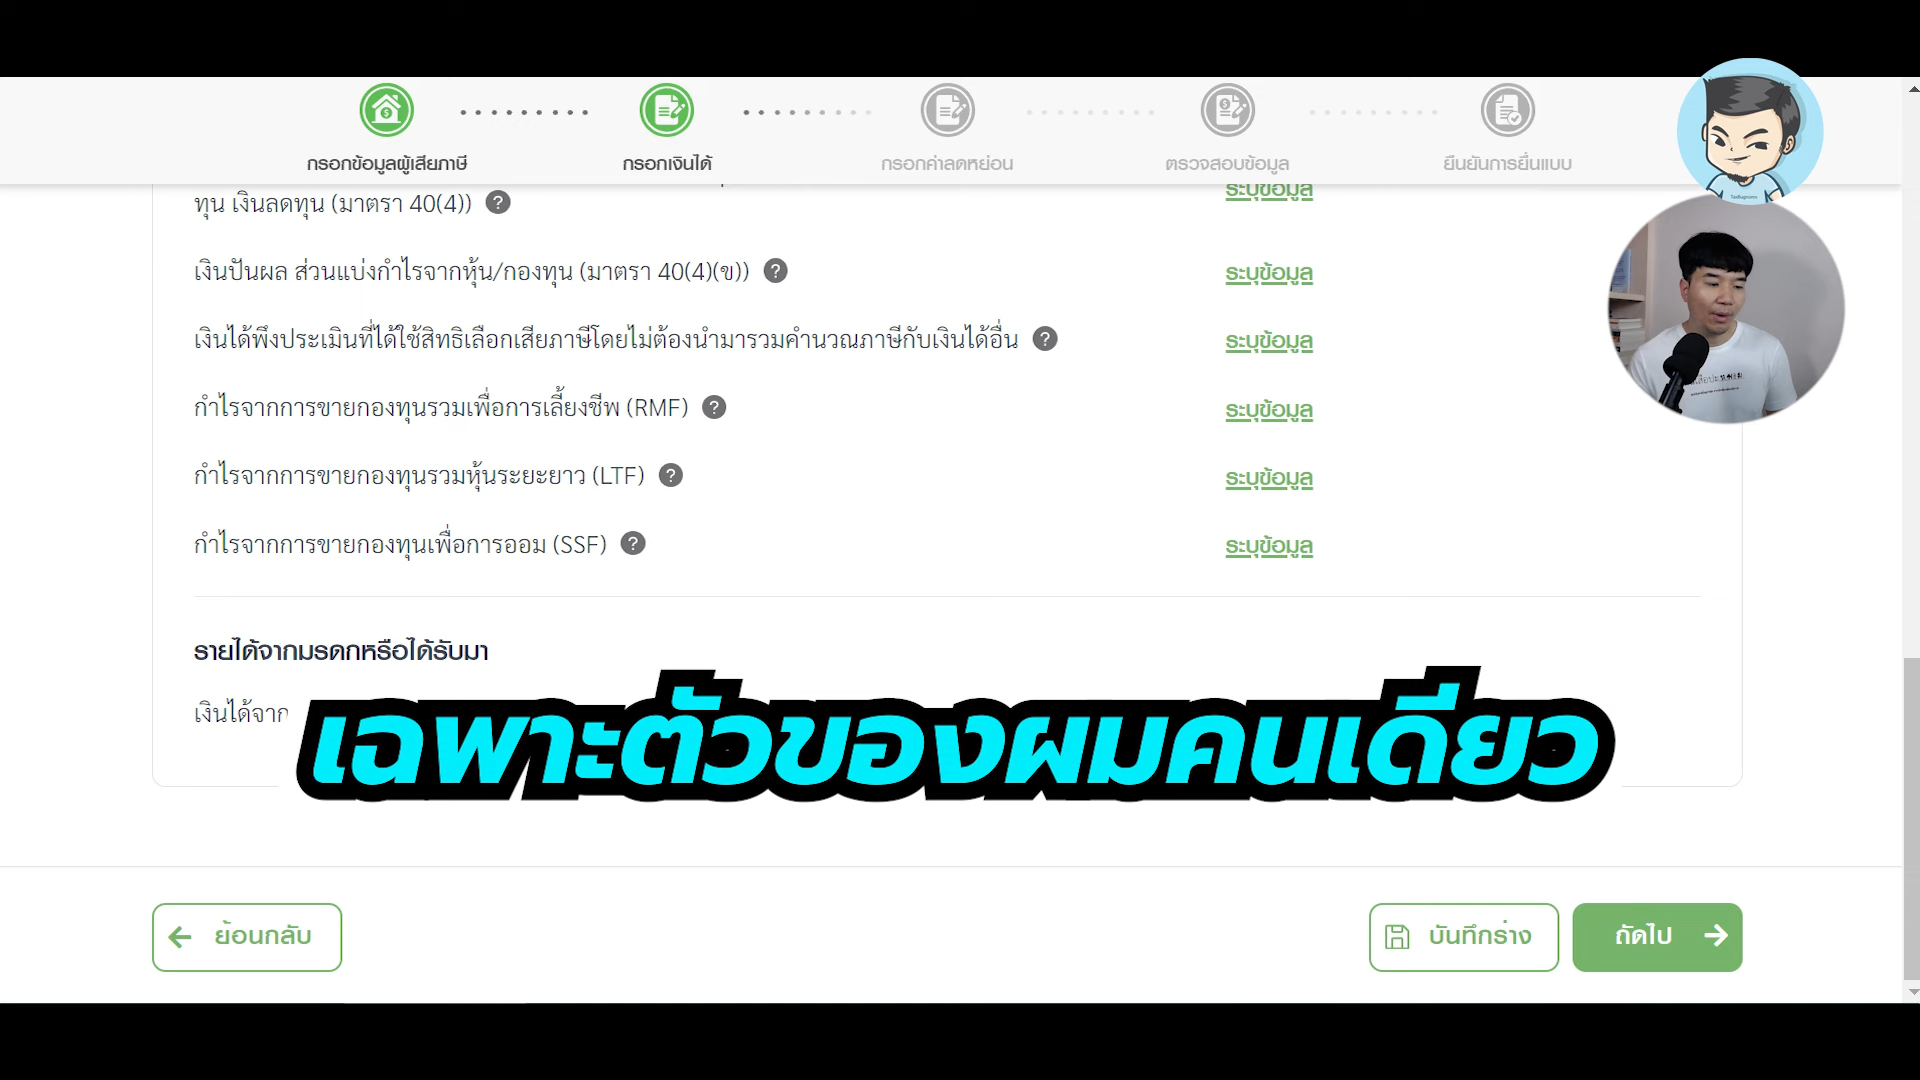 กรอกข้อมูลผู้เสียภาษี
กรอกเงินได้
กรอกค่าลดหย่อน
ตรวจสอบข้อมูล
ยืนยันการยื่นแบบ
ทุน เงินลดทุน (มาตรา 40(4)) ?
ระบุข้อมูล
เงินปันผล ส่วนแบ่งกำไรจากหุ้น/กองทุน (มาตรา 40(4)(ข)) ?
ระบุข้อมูล
เงินได้พึงประเมินที่ได้ใช้สิทธิเลือกเสียภาษีโดยไม่ต้องนำมารวมคำนวณภาษีกับเงินได้อื่น ?
ระบุข้อมูล
กำไรจากการขายกองทุนรวมเพื่อการเลี้ยงชีพ (RMF) ?
ระบุข้อมูล
กำไรจากการขายกองทุนรวมหุ้นระยะยาว (LTF) ?
ระบุข้อมูล
กำไรจากการขายกองทุนเพื่อการออม (SSF) ?
ระบุข้อมูล
รายได้จากมรดกหรือได้รับมา
เงินได้จาก
เฉพาะตัวของผมคนเดียว
ย้อนกลับ
บันทึกร่าง
ถัดไป